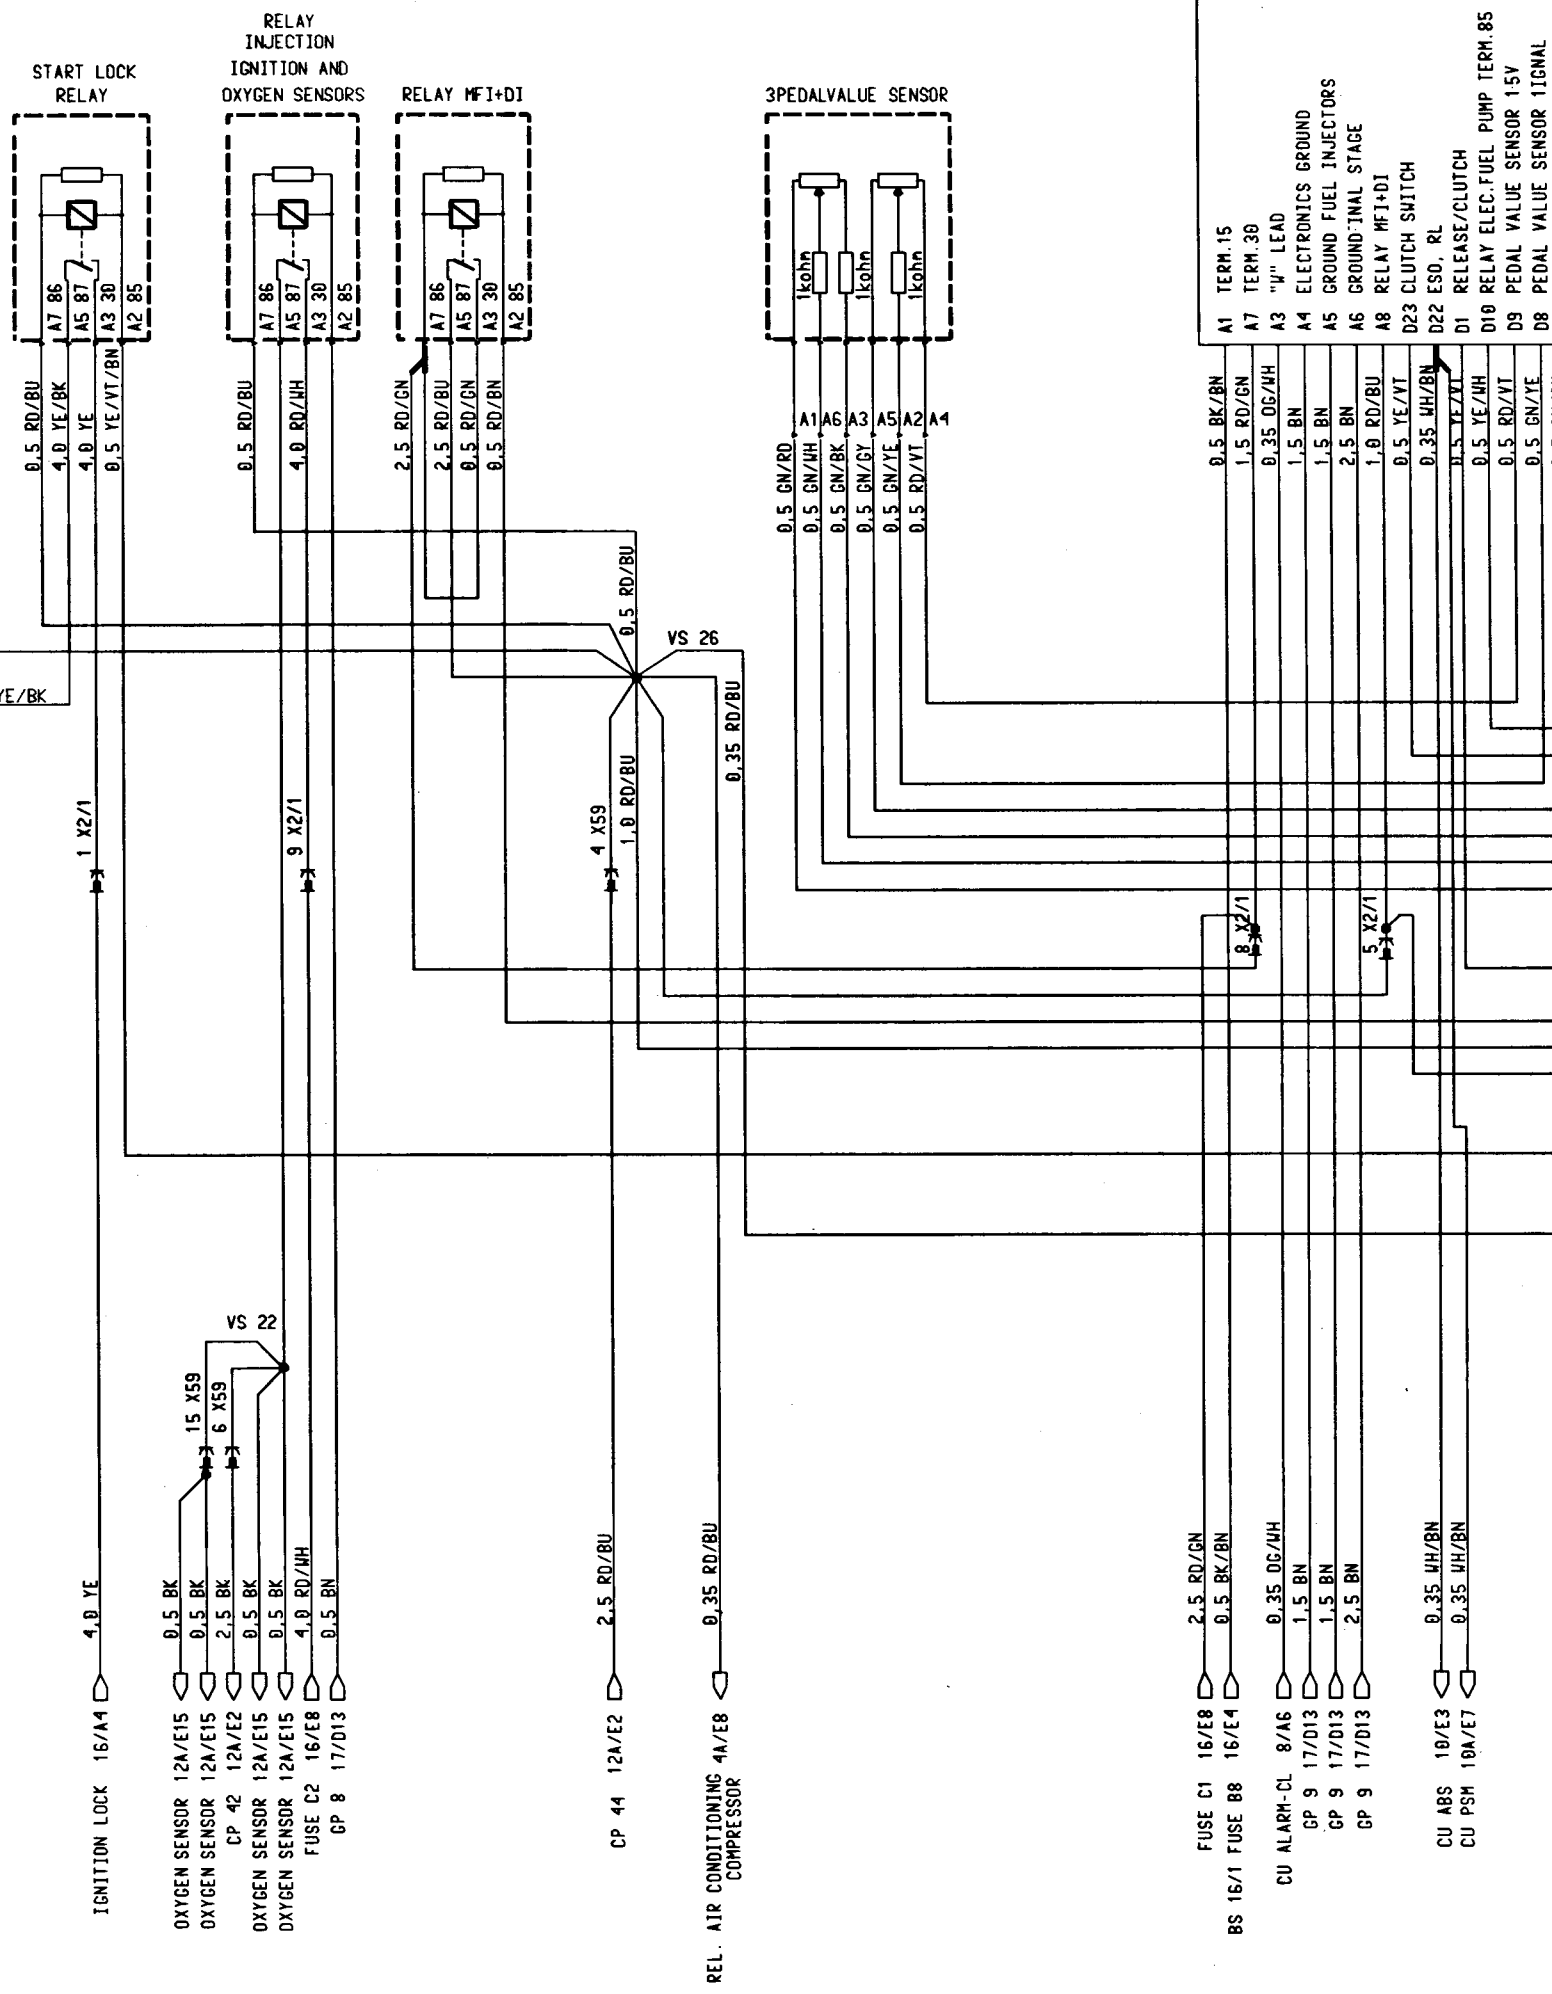 START LOCK
RELAY
RELAY
INJECTION
IGNITION AND
OXYGEN SENSORS
RELAY MFI+DI
3PEDALVALUE SENSOR
A7 86
A5 87
A3 30
A2 85
A7 86
A5 87
A3 30
A2 85
A7 86
A5 87
A3 30
A2 85
1kohm
1kohm
1kohm
A1 TERM.15
A7 TERM.30
A3 "W" LEAD
A4 ELECTRONICS GROUND
A5 GROUND FUEL INJECTORS
A6 GROUND INAL STAGE
A8 RELAY MFI+DI
D23 CLUTCH SWITCH
D22 ESO, RL
D1 RELEASE/CLUTCH
D10 RELAY ELEC.FUEL PUMP TERM.85
D9 PEDAL VALUE SENSOR 1 5V
D8 PEDAL VALUE SENSOR 1IGNAL
0,5 RD/BU
4,0 YE/BK
4,0 YE
0,5 YE/VT/BN
0,5 RD/BU
4,0 RD/WH
2,5 RD/GN
2,5 RD/BU
0,5 RD/GN
0,5 RD/BN
A1 A6 A3 A5 A2 A4
0,5 GN/RD
0,5 GN/WH
0,5 GN/BK
0,5 GN/GY
0,5 GN/YE
0,5 RD/VT
0,5 BK/BN
1,5 RD/GN
0,35 OG/WH
1,5 BN
1,5 BN
2,5 BN
1,0 RD/BU
0,5 YE/VT
0,35 WH/BN
0,5 YE/VT
0,5 YE/WH
0,5 RD/VT
0,5 GN/YE
0,5 RD/BU
VS 26
YE/BK
0,35 RD/BU
1,0 RD/BU
1 X2/1
9 X2/1
4 X59
8 X2/1
5 X2/1
VS 22
15 X59
6 X59
4,0 YE
0,5 BK
0,5 BK
2,5 BK
0,5 BK
0,5 BK
4,0 RD/WH
0,5 BN
2,5 RD/BU
0,35 RD/BU
2,5 RD/GN
0,5 BK/BN
0,35 OG/WH
1,5 BN
1,5 BN
2,5 BN
0,35 WH/BN
0,35 WH/BN
IGNITION LOCK 16/A4
OXYGEN SENSOR 12A/E15
OXYGEN SENSOR 12A/E15
CP 42 12A/E2
OXYGEN SENSOR 12A/E15
OXYGEN SENSOR 12A/E15
FUSE C2 16/E8
GP 8 17/D13
CP 44 12A/E2
REL. AIR CONDITIONING 4A/E8
COMPRESSOR
FUSE C1 16/E8
BS 16/1 FUSE B8 16/E4
CU ALARM-CL 8/A6
GP 9 17/D13
GP 9 17/D13
GP 9 17/D13
CU ABS 10/E3
CU PSM 10A/E7